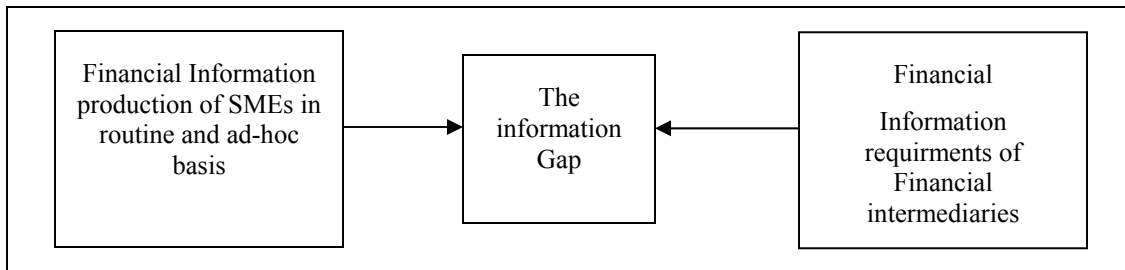 Financial Information
production of SMEs in
routine and ad-hoc
basis
The
information
Gap
Financial
Information
requirments of
Financial
intermediaries